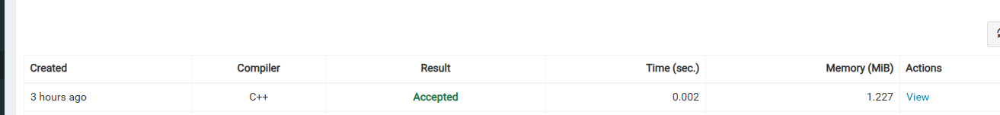 Created Compiler Result Time (sec.) Memory (MiB) Actions
3 hours ago C++ Accepted 0.002 1.227 View